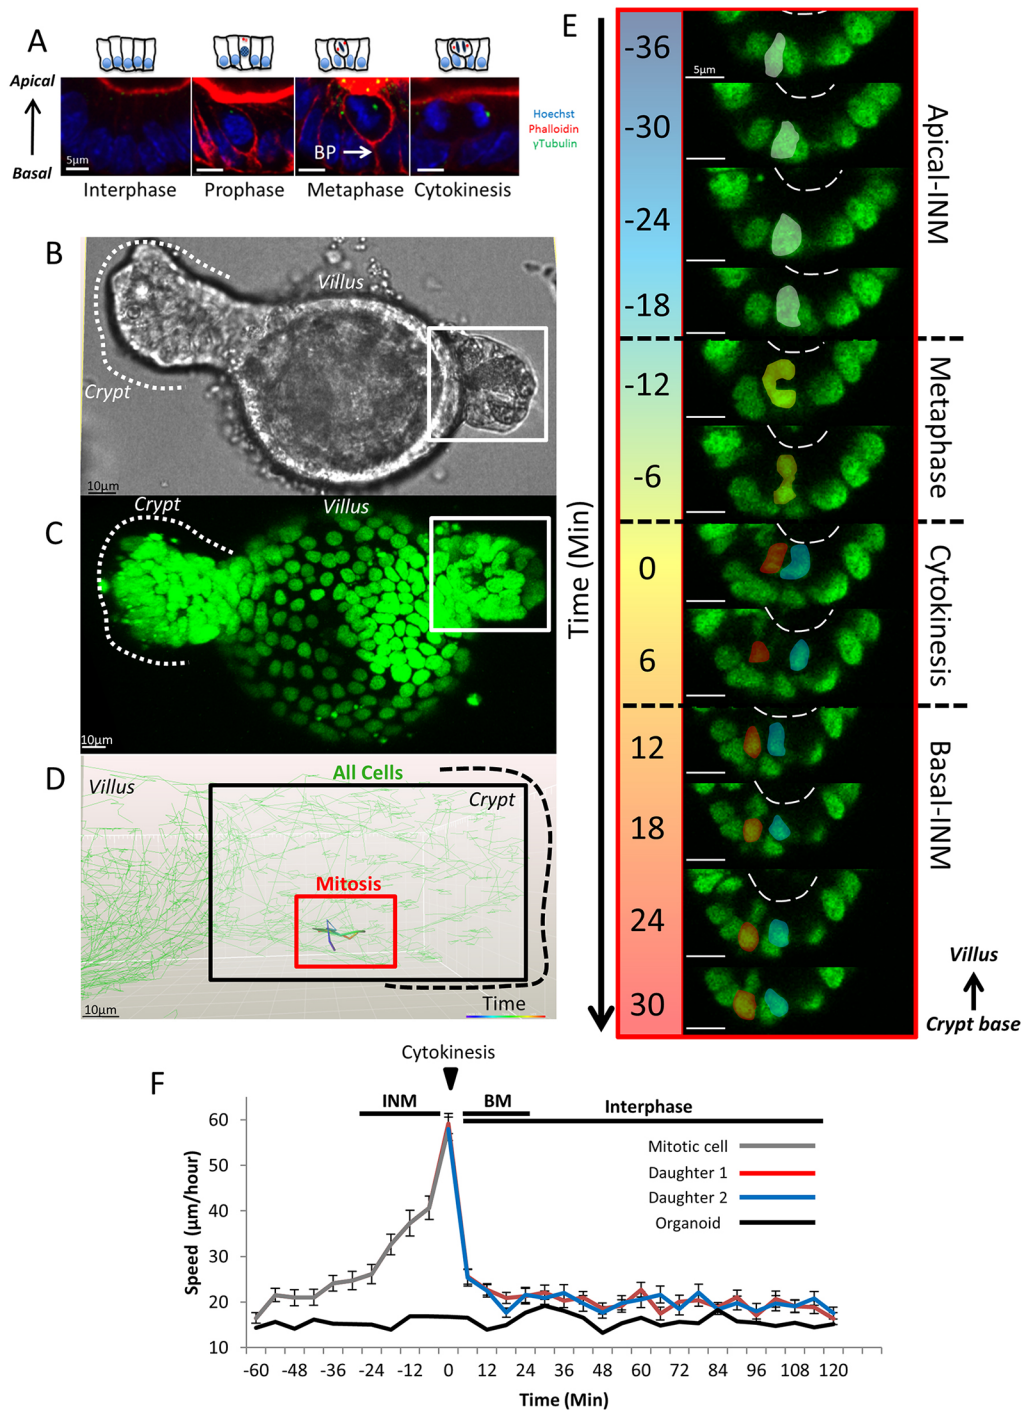 A
Apical
Basal
5µm
BP
Hoechst
Phalloidin
γTubulin
Interphase
Prophase
Metaphase
Cytokinesis
B
Villus
Crypt
10µm
C
Crypt
Villus
10µm
D
Villus
All Cells
Crypt
Mitosis
Time
10µm
E
Time (Min)
-36
-30
-24
-18
-12
-6
0
6
12
18
24
30
5µm
Apical-INM
Metaphase
Cytokinesis
Basal-INM
Villus
Crypt base
F
Cytokinesis
INM
BM
Interphase
Mitotic cell
Daughter 1
Daughter 2
Organoid
Speed (µm/hour)
60
50
40
30
20
10
-60 -48 -36 -24 -12 0 12 24 36 48 60 72 84 96 108 120
Time (Min)